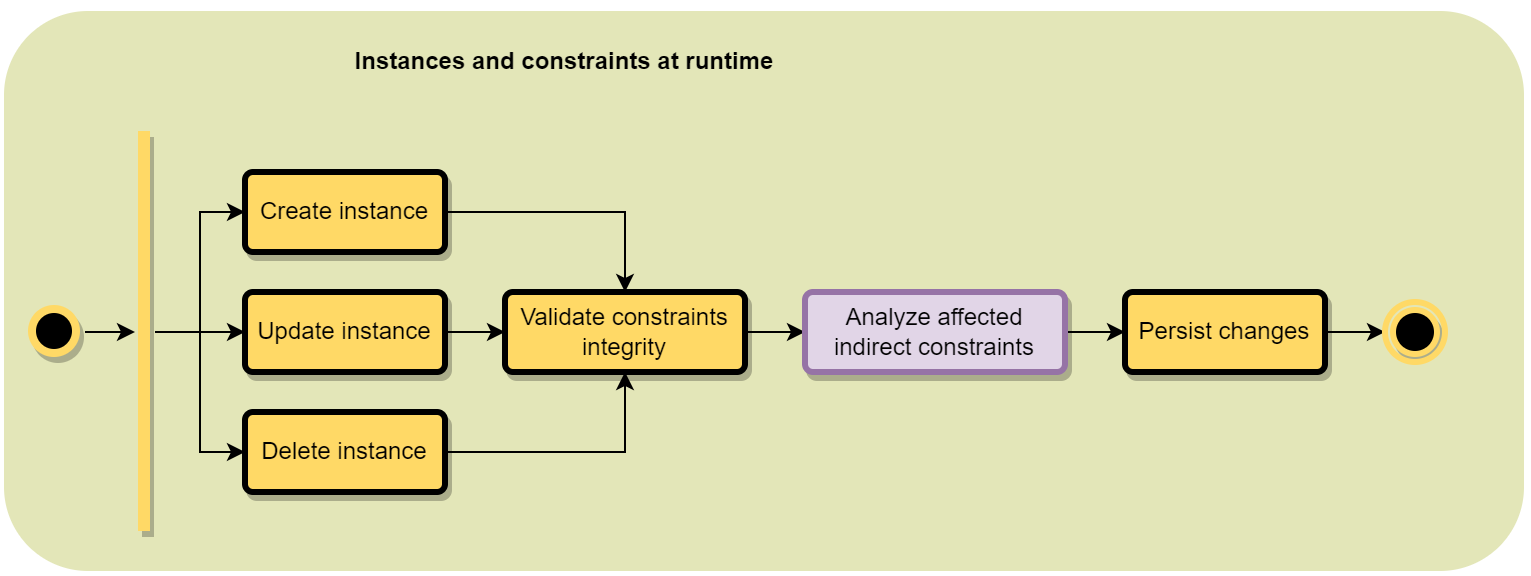 Instances and constraints at runtime
Create instance
Update instance
Delete instance
Validate constraints
integrity
Analyze affected
indirect constraints
Persist changes